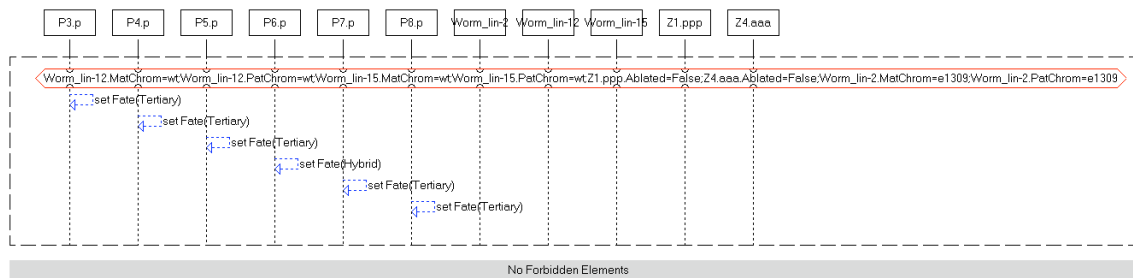 P3.p P4.p P5.p P6.p P7.p P8.p Worm_lin-2 Worm_lin-12 Worm_lin-15 Z1.ppp Z4.aaa
Worm_lin-12.MatChrom=wt;Worm_lin-12.PatChrom=wt;Worm_lin-15.MatChrom=wt;Worm_lin-15.PatChrom=wt;Z1.ppp.Ablated=False;Z4.aaa.Ablated=False;Worm_lin-2.MatChrom=e1309;Worm_lin-2.PatChrom=e1309
set Fate(Tertiary)
set Fate(Tertiary)
set Fate(Tertiary)
set Fate(Hybrid)
set Fate(Tertiary)
set Fate(Tertiary)
No Forbidden Elements